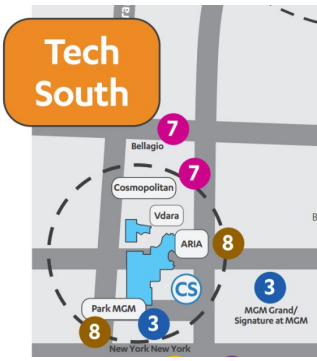 Tech
South
7
Bellagio
7
Cosmopolitan
Vdara
ARIA
8
CS
3
MGM Grand/
Signature at MGM
Park MGM
3
8
New York New York